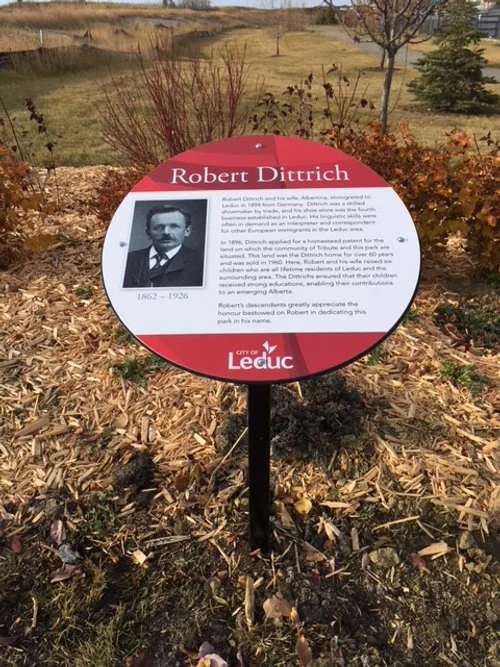 Robert Dittrich
Robert Dittrich and his wife, Albertina, immigrated to
Leduc in 1894 from Germany. Dittrich was a skilled
shoemaker by trade, and his shoe store was the fourth
business established in Leduc. His linguistic skills were
often in demand as an interpreter and correspondent
for other European immigrants in the Leduc area.
In 1896, Dittrich applied for a homestead patent for the
land on which the community of Tribute and this park are
situated. This land was the Dittrich home for over 60 years
and was sold in 1960. Here, Robert and his wife raised six
children who are all lifetime residents of Leduc and the
surrounding area. The Dittrichs ensured that their children
received strong educations, enabling their contributions
to an emerging Alberta.
Robert's descendants greatly appreciate the
honour bestowed on Robert in dedicating this
park in his name.
1862 – 1926
CITY OF
Leduc